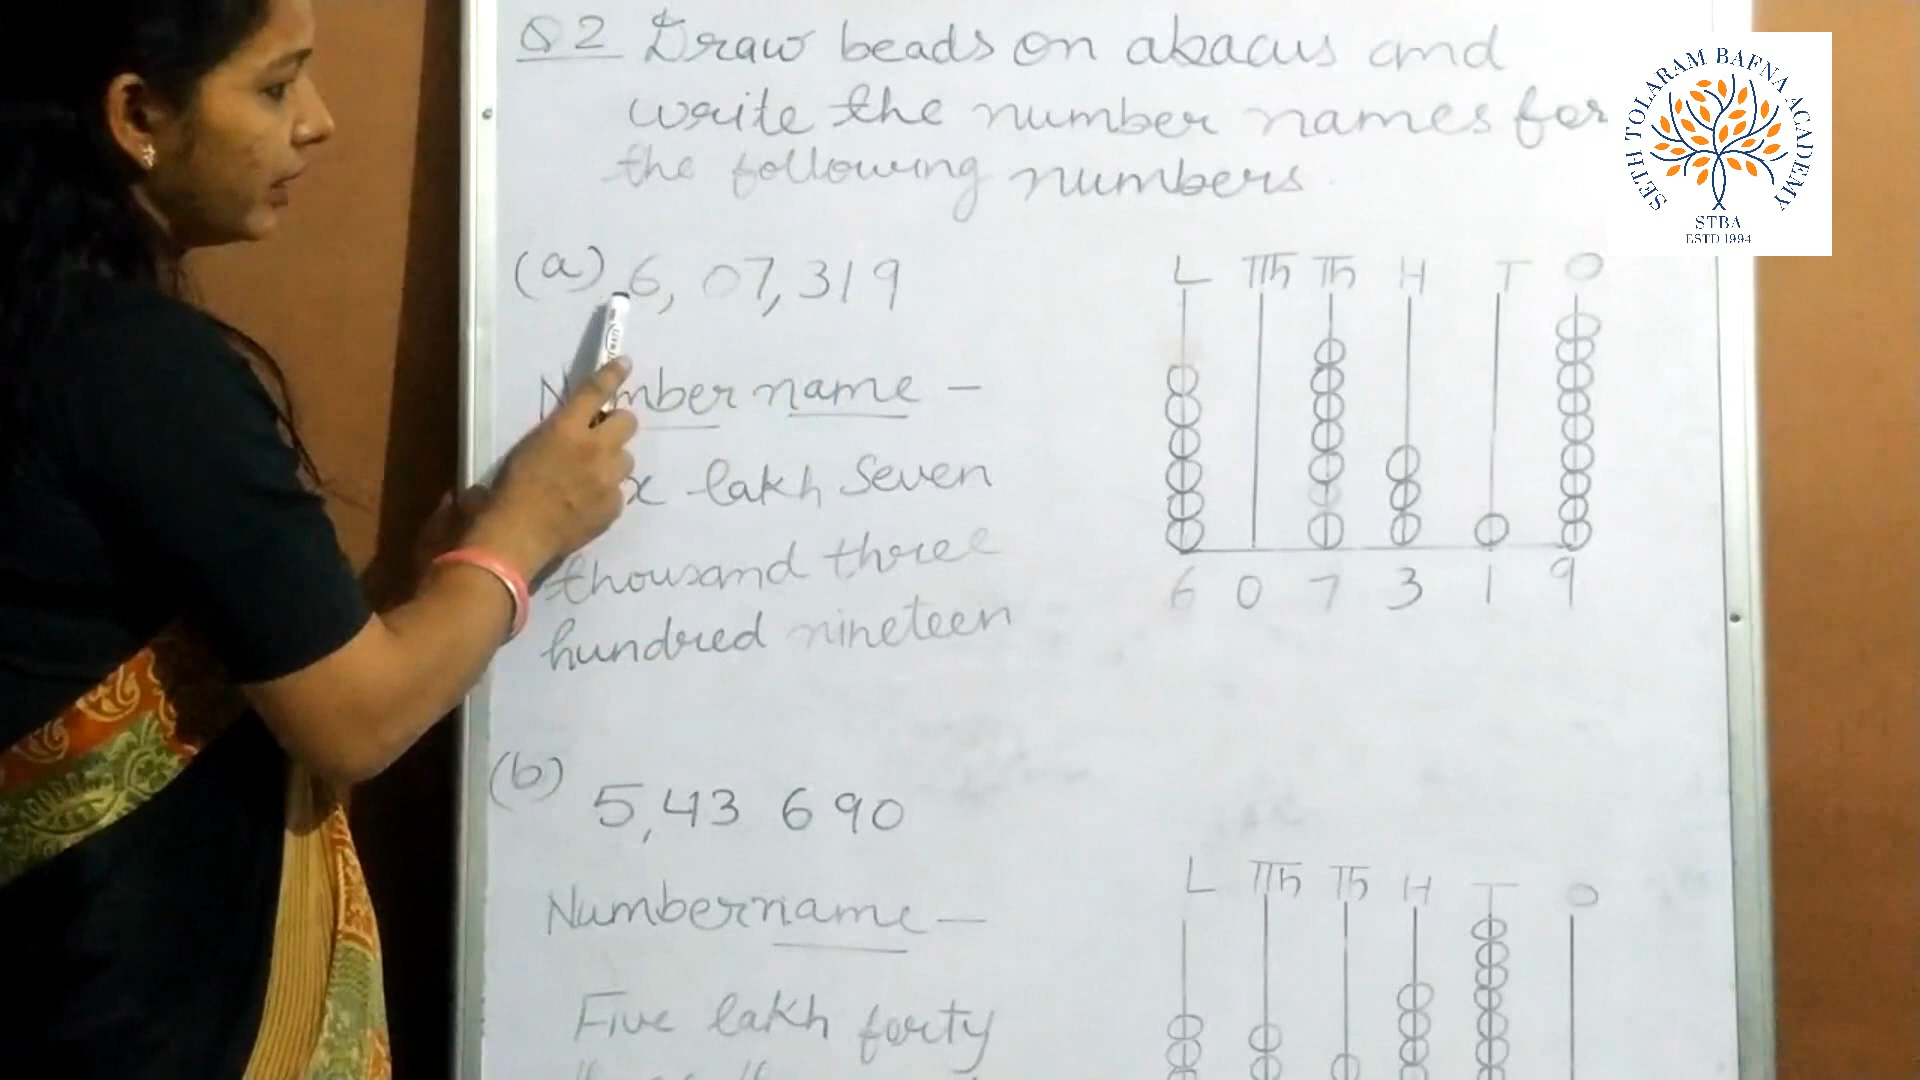 Q2 Draw beads on abacus and
write the number names for
the following numbers.
(a) 6, 07, 319
Number name -
x lakh seven
thousand three
hundred nineteen
L TTh Th H T O
6 0 7 3 1 9
(b) 5,43 690
Number name -
Five lakh forty
L TTh Th H T O
SETH TOLARAM BAFNA ACADEMY
STBA
ESTD 1994